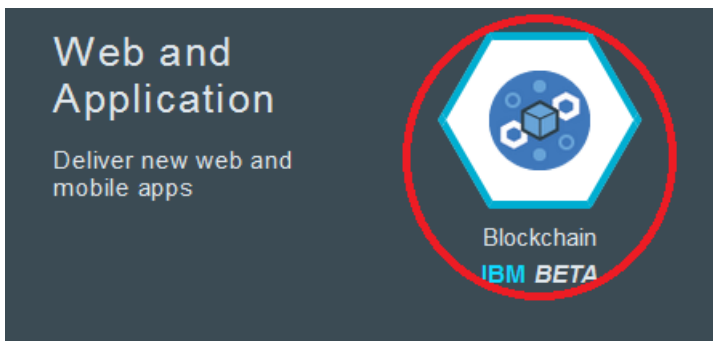 Web and
Application
Deliver new web and
mobile apps
Blockchain
IBM BETA